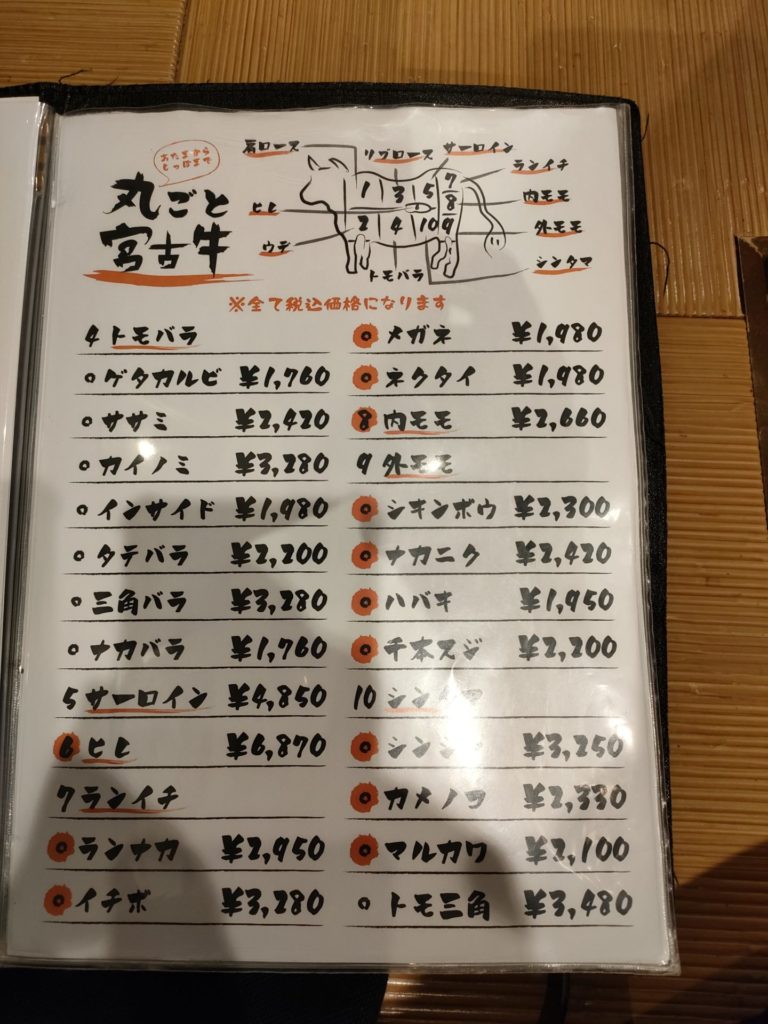 あたまから
しっぽまで
丸ごと
宮古牛
肩ロース
リブロース
サーロイン
ランイチ
ヒレ
内モモ
外モモ
ウデ
トモバラ
シンタマ
1 3 5 7
8
2 4 10 9
※全て税込価格になります
4 トモバラ
ゲタカルビ ¥1,760
ササミ ¥2,420
カイノミ ¥3,280
インサイド ¥1,980
タテバラ ¥2,200
三角バラ ¥3,280
ナカバラ ¥1,760
5 サーロイン ¥4,850
6 ヒレ ¥6,870
7 ランイチ
ランナカ ¥2,950
イチボ ¥3,280
メガネ ¥1,980
ネクタイ ¥1,980
8 内モモ ¥2,660
9 外モモ
シキンボウ ¥2,300
ナカニク ¥2,420
ハバキ ¥1,950
千本スジ ¥2,200
10 シンタマ
¥3,250
カメノコ ¥2,330
マルカワ ¥2,100
トモ三角 ¥3,480